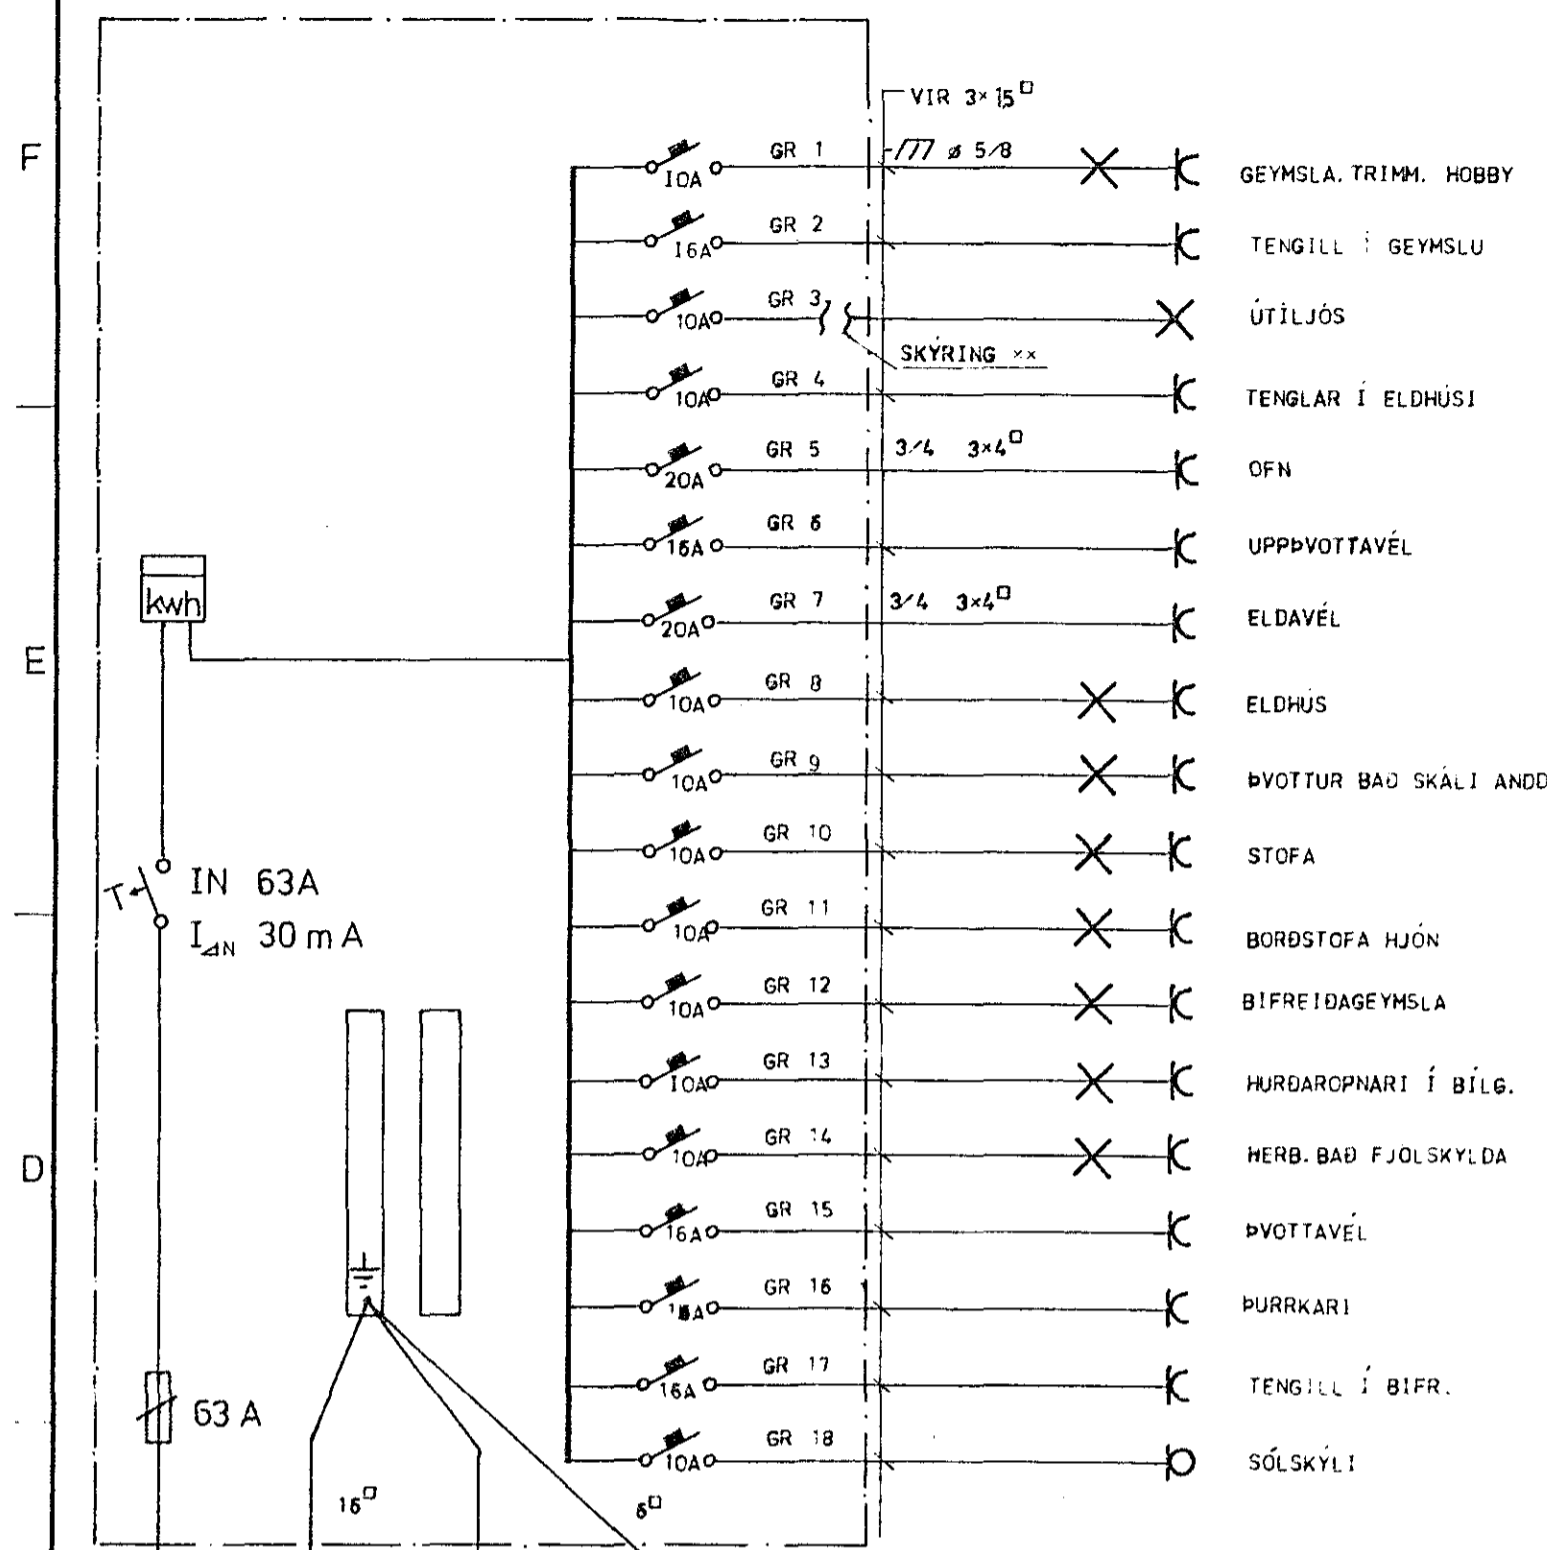 VIR 3×1,5□
F
GR 1
⌀ 5/8
10A
GEYMSLA. TRIMM. HOBBY
GR 2
16A
TENGILL Í GEYMSLU
GR 3
10A
ÚTILJÓS
SKÝRING ××
GR 4
10A
TENGLAR Í ELDHÚSI
GR 5
3/4 3×4□
20A
OFN
GR 6
16A
UPPÞVOTTAVÉL
kwh
GR 7
3/4 3×4□
20A
ELDAVÉL
E
GR 8
10A
ELDHÚS
GR 9
10A
ÞVOTTUR BAÐ SKÁLI ANDD
GR 10
10A
STOFA
T
IN 63A
I⊿N 30 mA
GR 11
10A
BORÐSTOFA HJÓN
GR 12
10A
BIFREIÐAGEYMSLA
GR 13
10A
HURÐAROPNARI Í BÍLG.
D
GR 14
10A
HERB. BAÐ FJÖLSKYLDA
GR 15
16A
ÞVOTTAVÉL
GR 16
ÞURRKARI
GR 17
16A
TENGILL Í BIFR.
63 A
GR 18
10A
SÓLSKÝLI
16□
6□